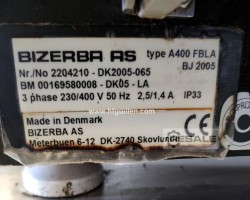 BIZERBA AS type A400 FBLA
Nr./No 2204210 - DK2005-065 BJ 2005
BM 00169580008 - DK05 - LA
3 phase 230/400 V 50 Hz 2,5/1,4 A IP33
Made in Denmark
BIZERBA AS
Meterbuen 6-12 DK-2740 Skovlunde
RESALE